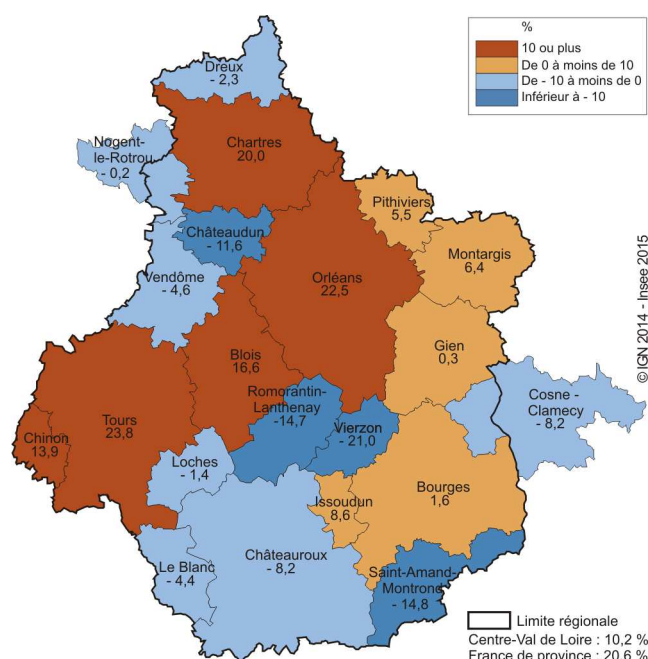 %
10 ou plus
De 0 à moins de 10
De - 10 à moins de 0
Inférieur à - 10
Dreux
- 2,3
Chartres
20,0
Nogent-
le-Rotrou
- 0,2
Pithiviers
5,5
Châteaudun
- 11,6
Montargis
6,4
Orléans
22,5
Vendôme
- 4,6
Gien
0,3
Blois
16,6
Romorantin-
Lanthenay
-14,7
Cosne -
Clamecy
- 8,2
Tours
23,8
Vierzon
- 21,0
Chinon
13,9
Loches
- 1,4
Issoudun
8,6
Bourges
1,6
Châteauroux
- 8,2
Le Blanc
- 4,4
Saint-Amand-
Montrond
- 14,8
©IGN 2014 - Insee 2015
Limite régionale
Centre-Val de Loire : 10,2 %
France de province : 20,6 %